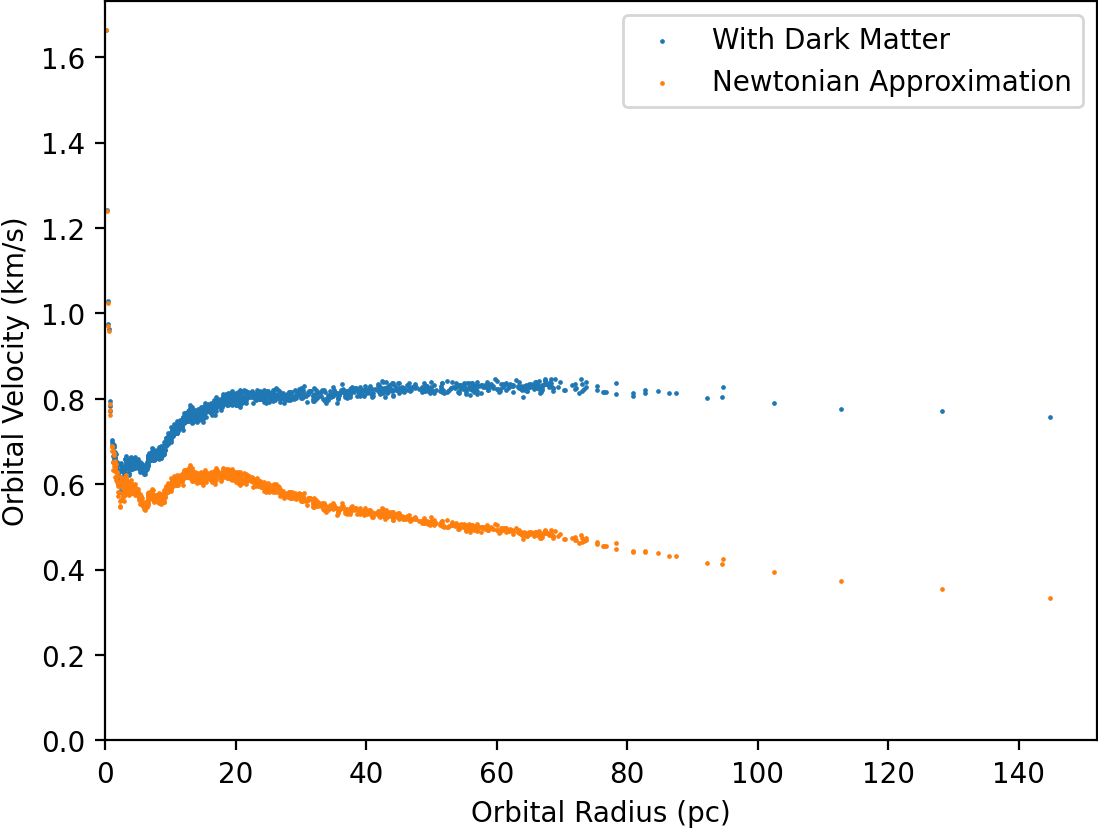 With Dark Matter
Newtonian Approximation
1.6
1.4
1.2
1.0
0.8
0.6
0.4
0.2
0.0
Orbital Velocity (km/s)
0 20 40 60 80 100 120 140
Orbital Radius (pc)